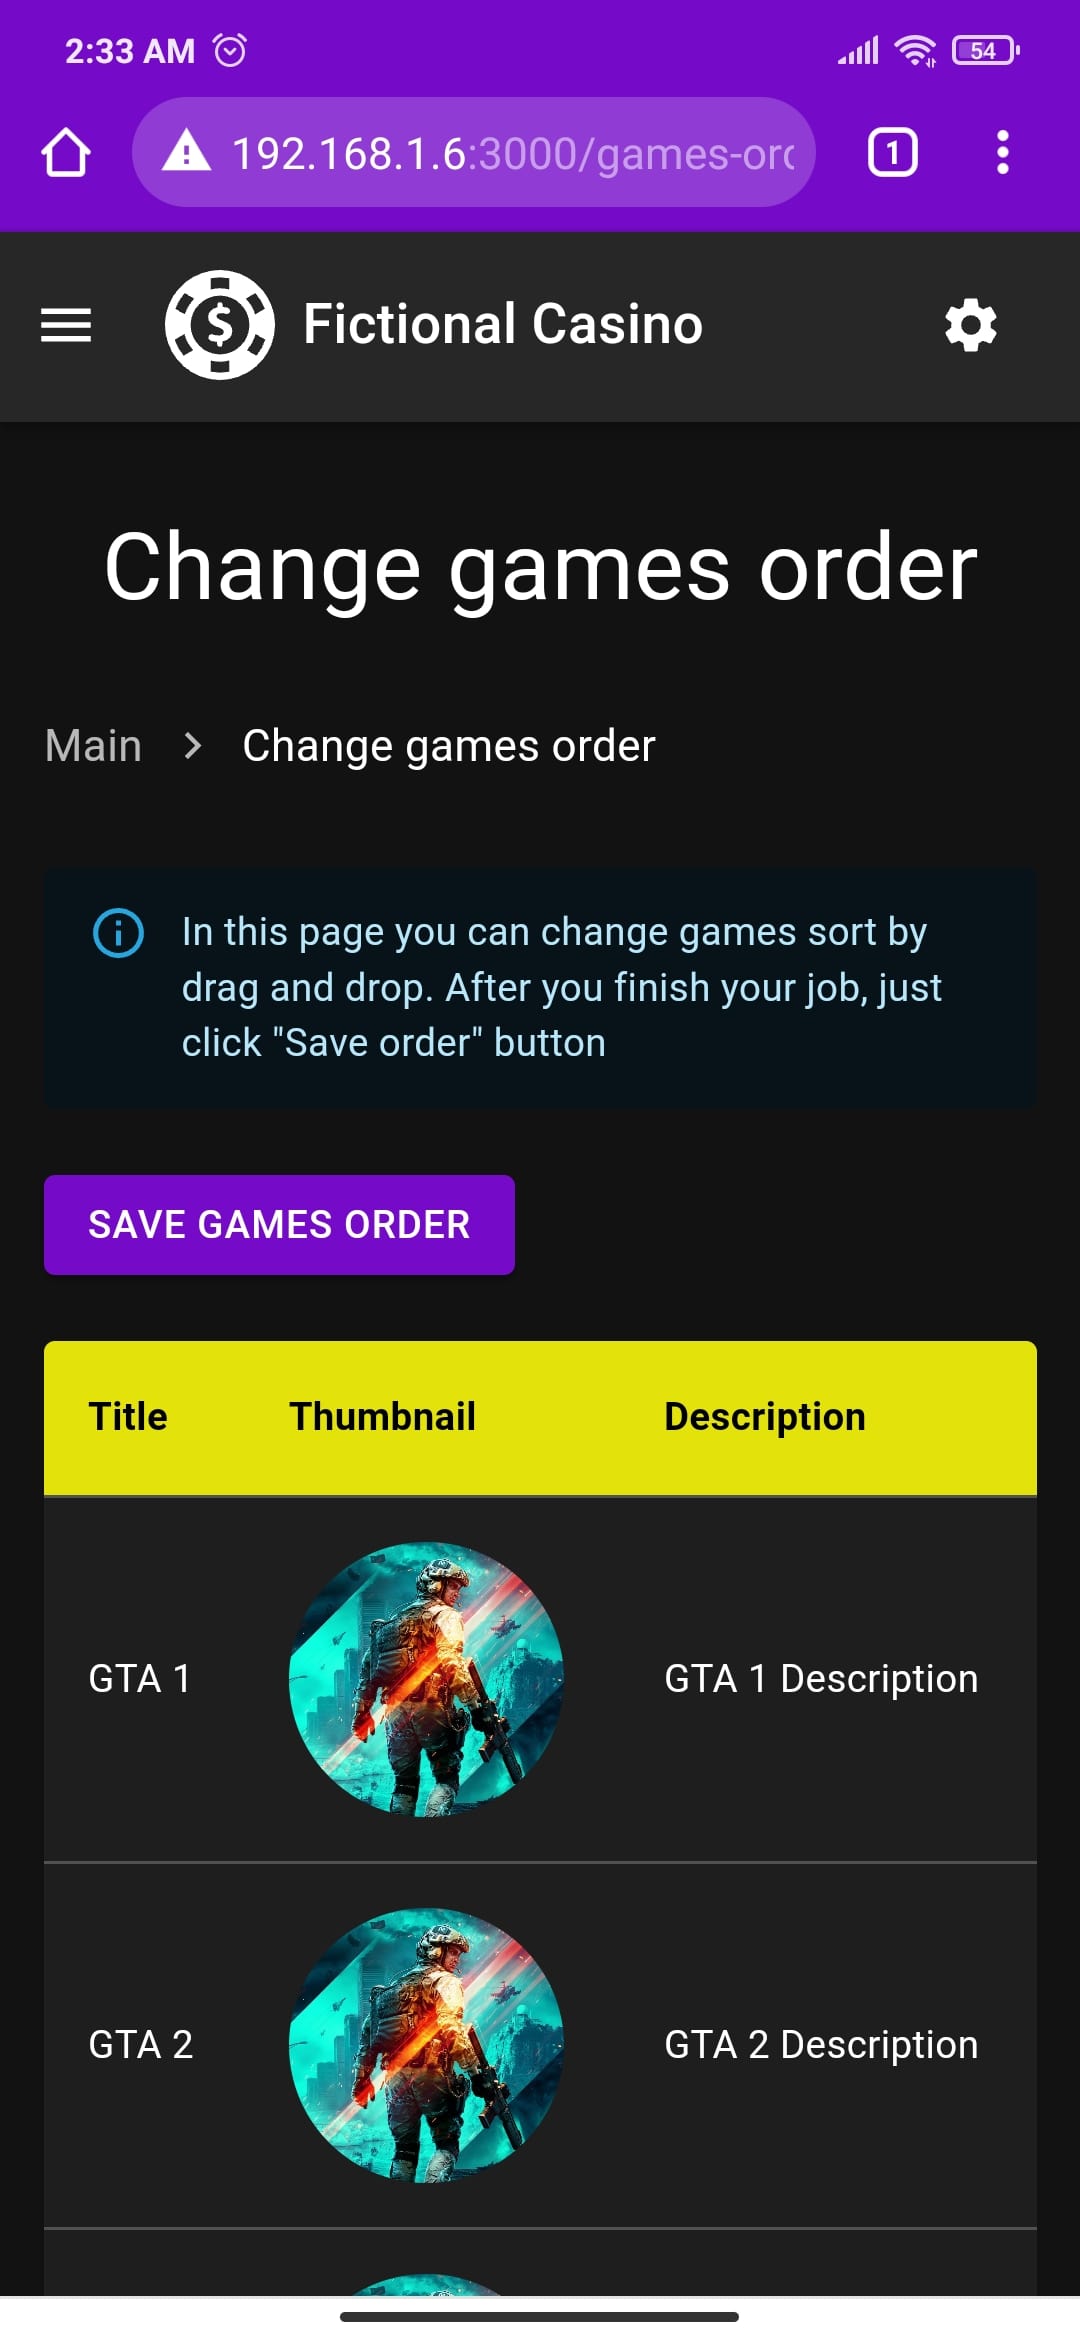 2:33 AM 54
192.168.1.6:3000/games-orc 1
$ Fictional Casino
Change games order
Main > Change games order
In this page you can change games sort by
drag and drop. After you finish your job, just
click "Save order" button
SAVE GAMES ORDER
Title Thumbnail Description
GTA 1 GTA 1 Description
GTA 2 GTA 2 Description